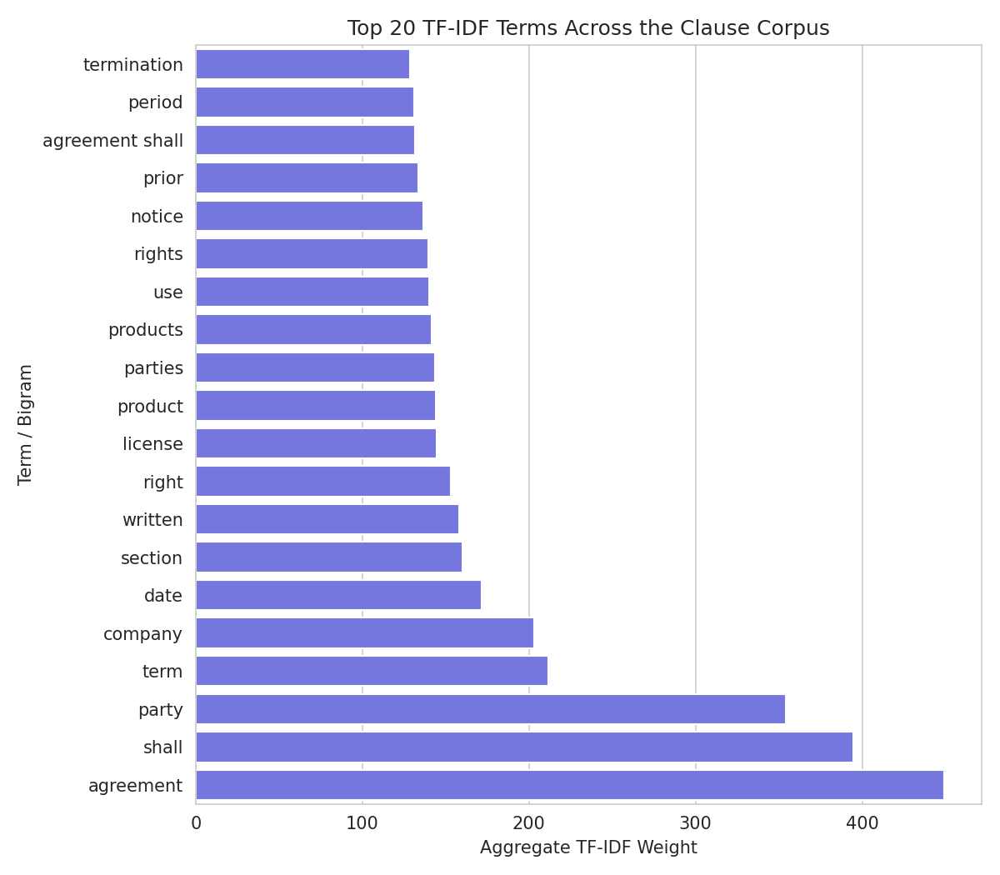 Top 20 TF-IDF Terms Across the Clause Corpus
termination
period
agreement shall
prior
notice
rights
use
products
parties
product
license
right
written
section
date
company
term
party
shall
agreement
Term / Bigram
0 100 200 300 400
Aggregate TF-IDF Weight